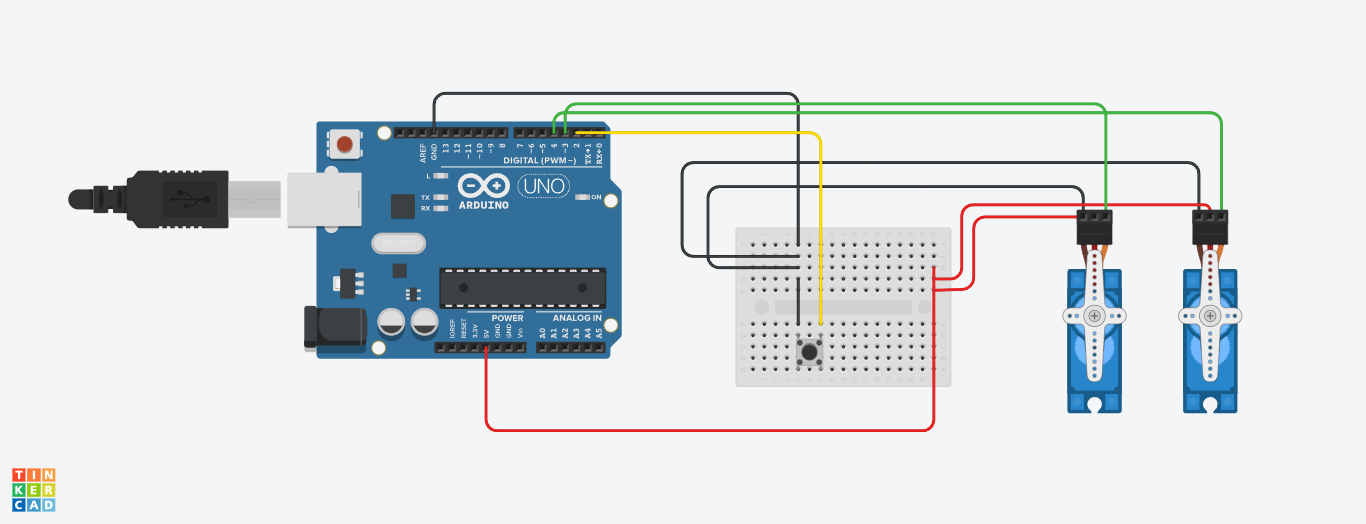 AREF
GND
13
12
~11
~10
~9
8
7
~6
~5
4
~3
2
TX→1
RX←0
DIGITAL (PWM~)
L
TX
RX
ARDUINO
UNO
ON
POWER
ANALOG IN
IOREF
RESET
3.3V
5V
GND
GND
Vin
A0
A1
A2
A3
A4
A5
TIN
KER
CAD